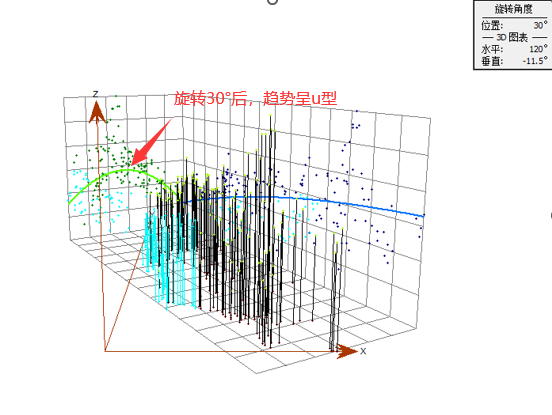 旋转角度
位置: 30°
3D 图表
水平: 120°
垂直: -11.5°
旋转30°后，趋势呈u型
Z
X